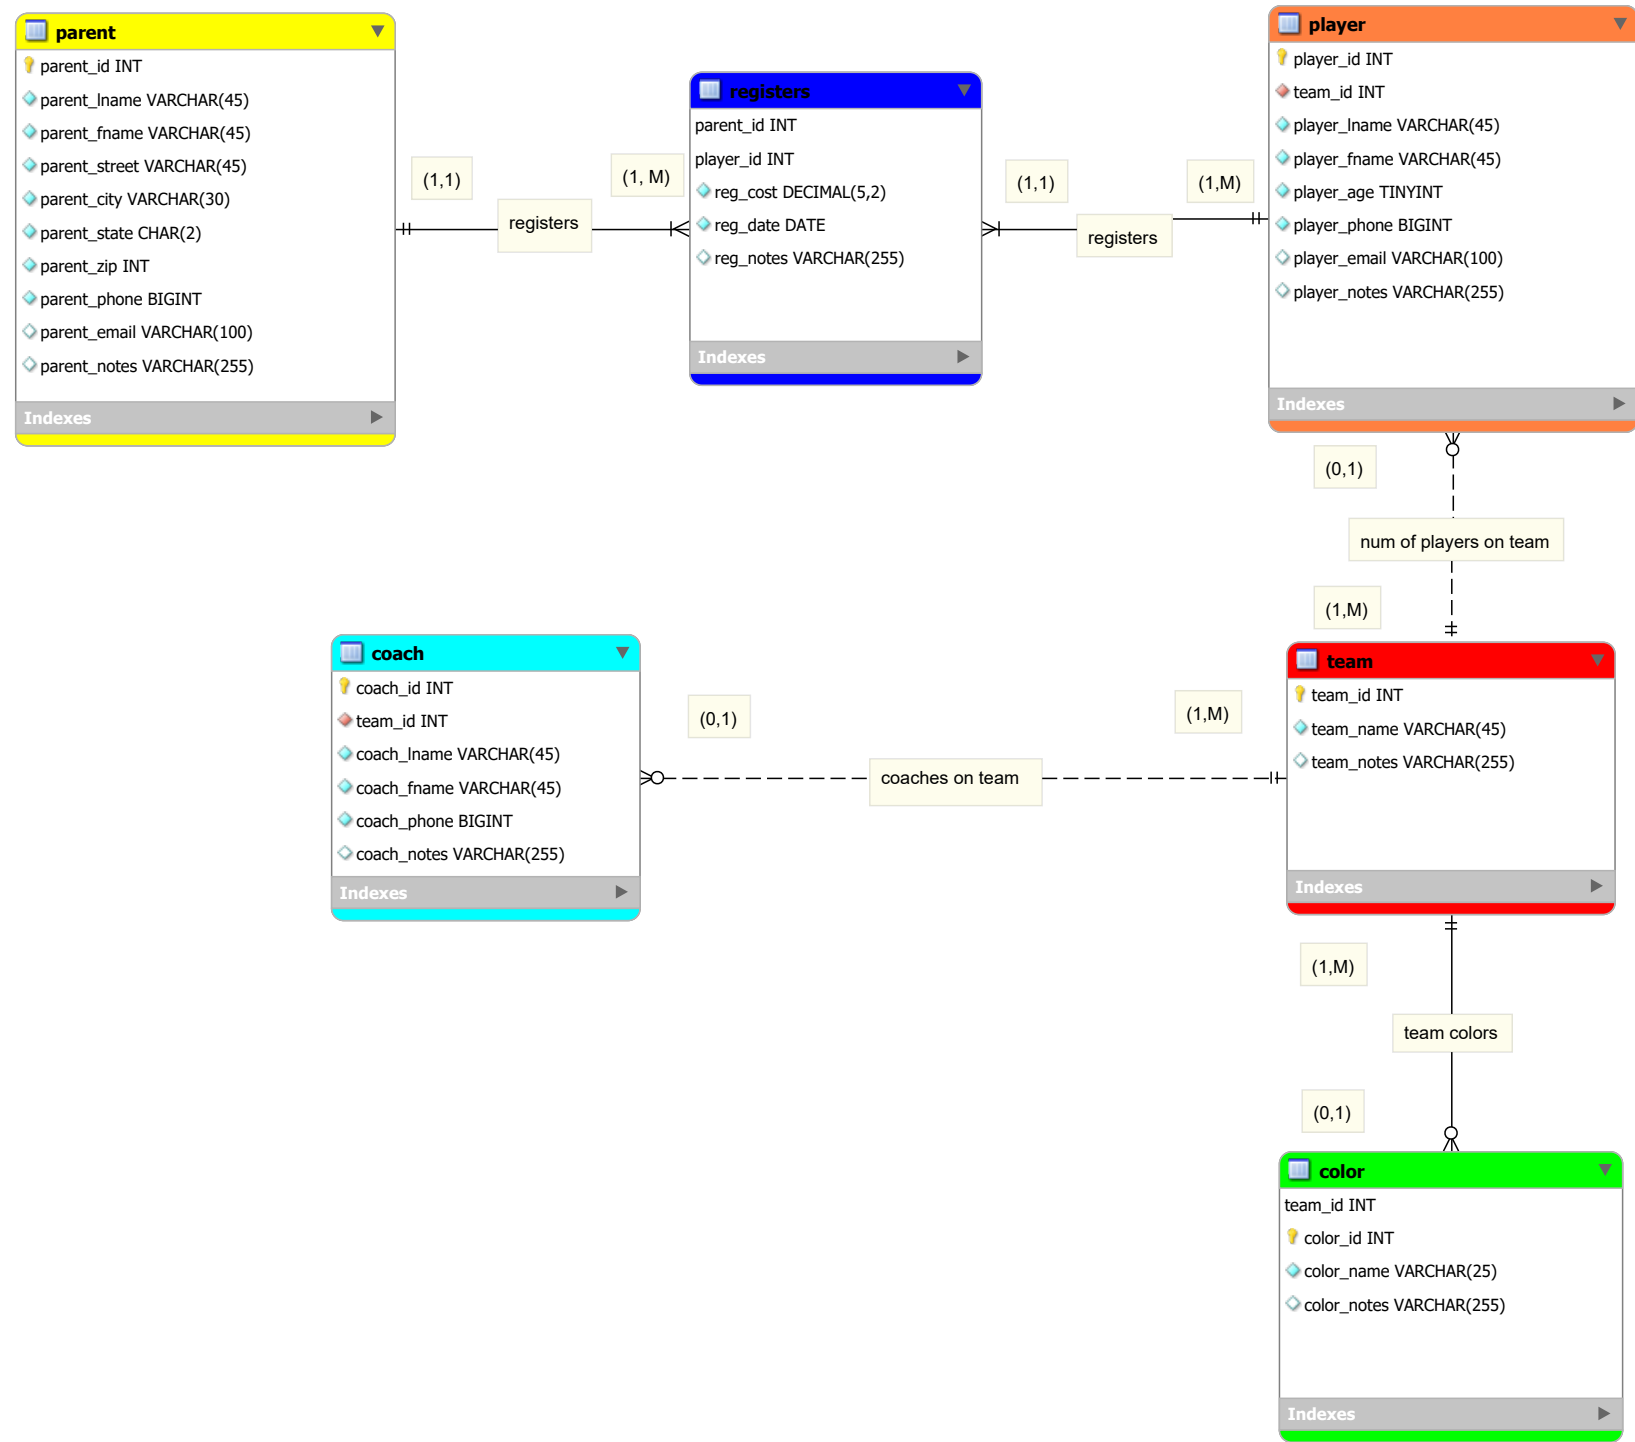 parent
parent_id INT
parent_lname VARCHAR(45)
parent_fname VARCHAR(45)
parent_street VARCHAR(45)
parent_city VARCHAR(30)
parent_state CHAR(2)
parent_zip INT
parent_phone BIGINT
parent_email VARCHAR(100)
parent_notes VARCHAR(255)
Indexes
(1,1)
registers
(1, M)
registers
parent_id INT
player_id INT
reg_cost DECIMAL(5,2)
reg_date DATE
reg_notes VARCHAR(255)
Indexes
(1,1)
registers
(1,M)
player
player_id INT
team_id INT
player_lname VARCHAR(45)
player_fname VARCHAR(45)
player_age TINYINT
player_phone BIGINT
player_email VARCHAR(100)
player_notes VARCHAR(255)
Indexes
(0,1)
num of players on team
(1,M)
coach
coach_id INT
team_id INT
coach_lname VARCHAR(45)
coach_fname VARCHAR(45)
coach_phone BIGINT
coach_notes VARCHAR(255)
Indexes
(0,1)
coaches on team
(1,M)
team
team_id INT
team_name VARCHAR(45)
team_notes VARCHAR(255)
Indexes
(1,M)
team colors
(0,1)
color
team_id INT
color_id INT
color_name VARCHAR(25)
color_notes VARCHAR(255)
Indexes